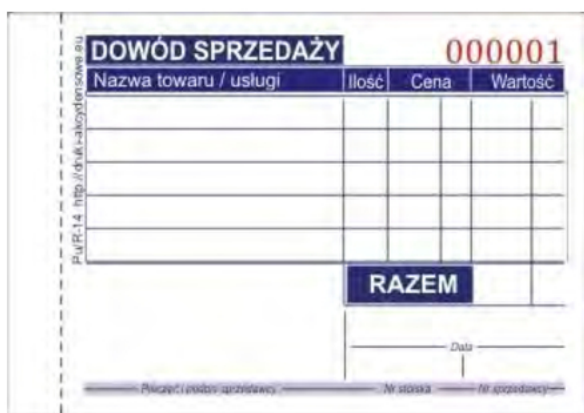 DOWÓD SPRZEDAŻY 000001
Nazwa towaru / usługi Ilość Cena Wartość
RAZEM
Data
Pieczęć i podpis sprzedawcy Nr stoiska Nr sprzedawcy
Pu/R-14 http://druki-akcydensowe.eu